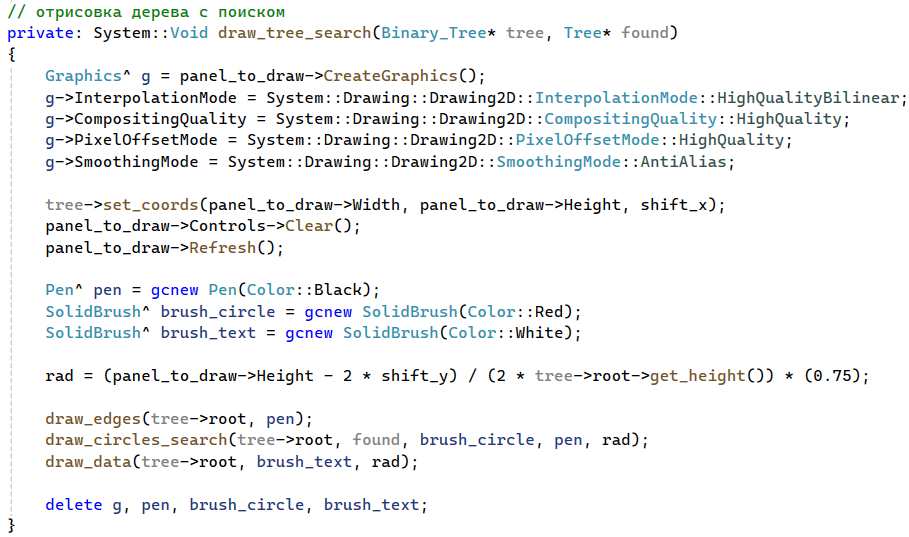 // отрисовка дерева с поиском
private: System::Void draw_tree_search(Binary_Tree* tree, Tree* found)
{
    Graphics^ g = panel_to_draw->CreateGraphics();
    g->InterpolationMode = System::Drawing::Drawing2D::InterpolationMode::HighQualityBilinear;
    g->CompositingQuality = System::Drawing::Drawing2D::CompositingQuality::HighQuality;
    g->PixelOffsetMode = System::Drawing::Drawing2D::PixelOffsetMode::HighQuality;
    g->SmoothingMode = System::Drawing::Drawing2D::SmoothingMode::AntiAlias;

    tree->set_coords(panel_to_draw->Width, panel_to_draw->Height, shift_x);
    panel_to_draw->Controls->Clear();
    panel_to_draw->Refresh();

    Pen^ pen = gcnew Pen(Color::Black);
    SolidBrush^ brush_circle = gcnew SolidBrush(Color::Red);
    SolidBrush^ brush_text = gcnew SolidBrush(Color::White);

    rad = (panel_to_draw->Height - 2 * shift_y) / (2 * tree->root->get_height()) * (0.75);

    draw_edges(tree->root, pen);
    draw_circles_search(tree->root, found, brush_circle, pen, rad);
    draw_data(tree->root, brush_text, rad);

    delete g, pen, brush_circle, brush_text;
}